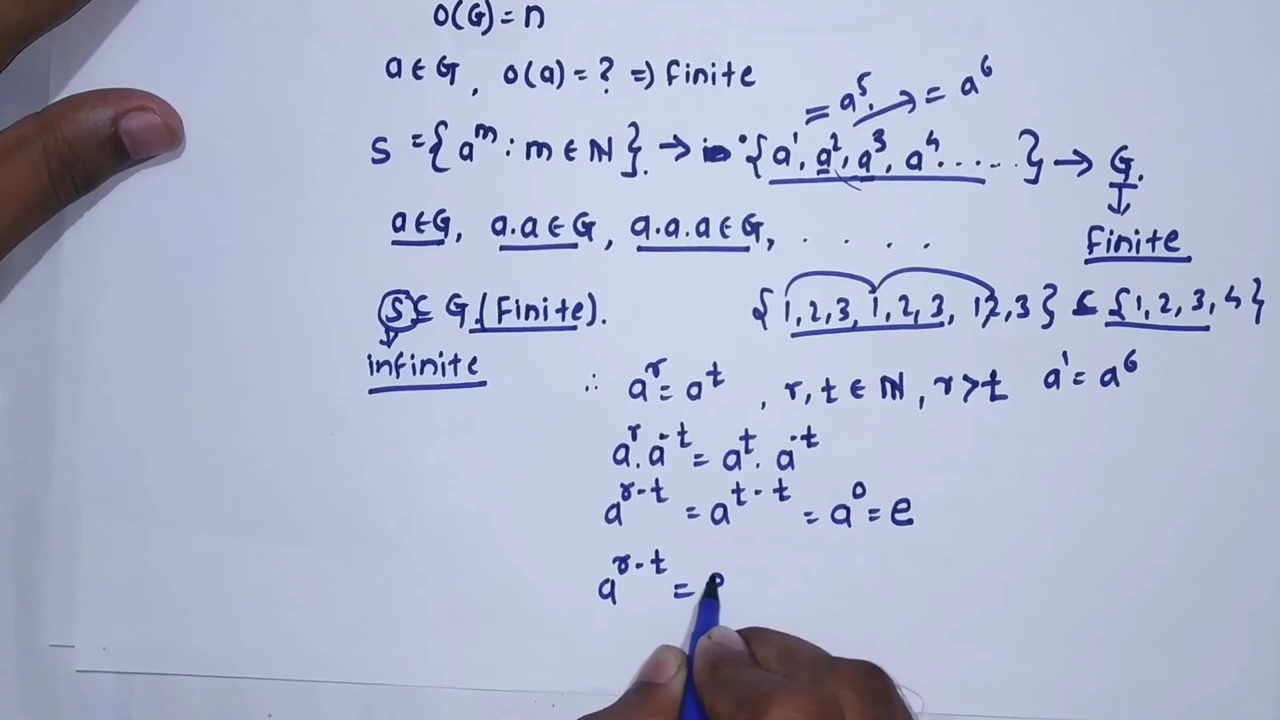 O(G) = n
a ∈ G, O(a) = ? ⇒ Finite
= a⁵. → = a⁶
S = {aᵐ : m ∈ ℕ}. → {a¹, a², a³, a⁴ ......} → G.
a ∈ G, a.a ∈ G, a.a.a ∈ G, . . . .
Finite
S ⊆ G (Finite).
{1,2,3, 1,2,3, 1,2,3} ⊆ {1,2,3,4}
infinite
∴ aʳ = aᵗ, r, t ∈ ℕ, r > t a¹ = a⁶
aʳ . a⁻ᵗ = aᵗ . a⁻ᵗ
aʳ⁻ᵗ = aᵗ⁻ᵗ = a⁰ = e
aʳ⁻ᵗ =